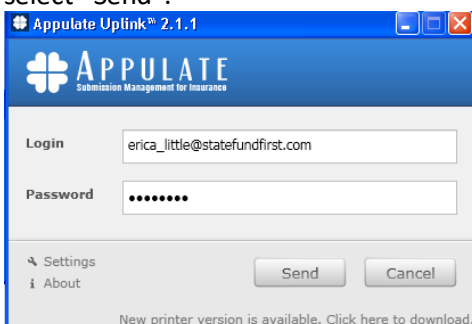 select "Send".
Appulate Uplink™ 2.1.1
APPULATE
Submission Management for Insurance
Login
erica_little@statefundfirst.com
Password
••••••••
Settings
About
Send
Cancel
New printer version is available. Click here to download.